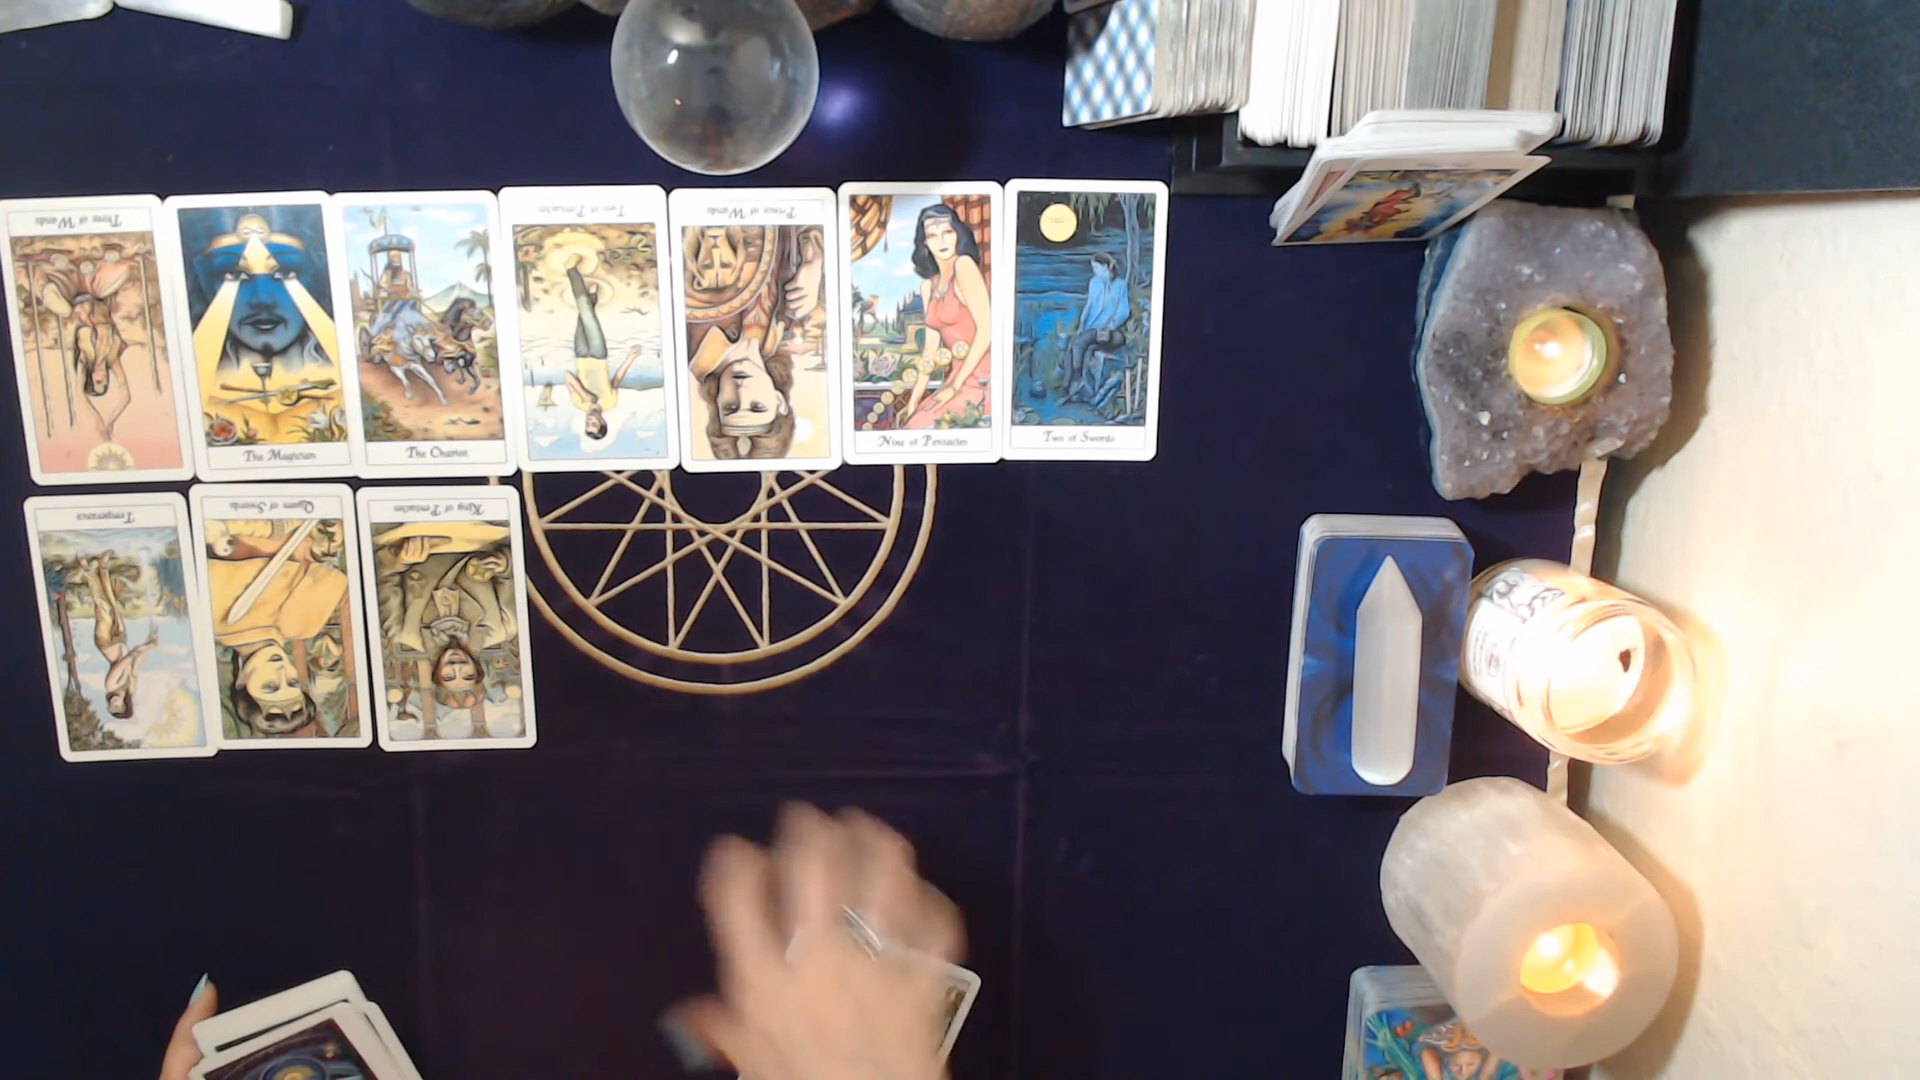 Three of Wands
The Magician
The Chariot
Two of Pentacles
Prince of Wands
Nine of Pentacles
Two of Swords
Temperance
Queen of Swords
King of Pentacles